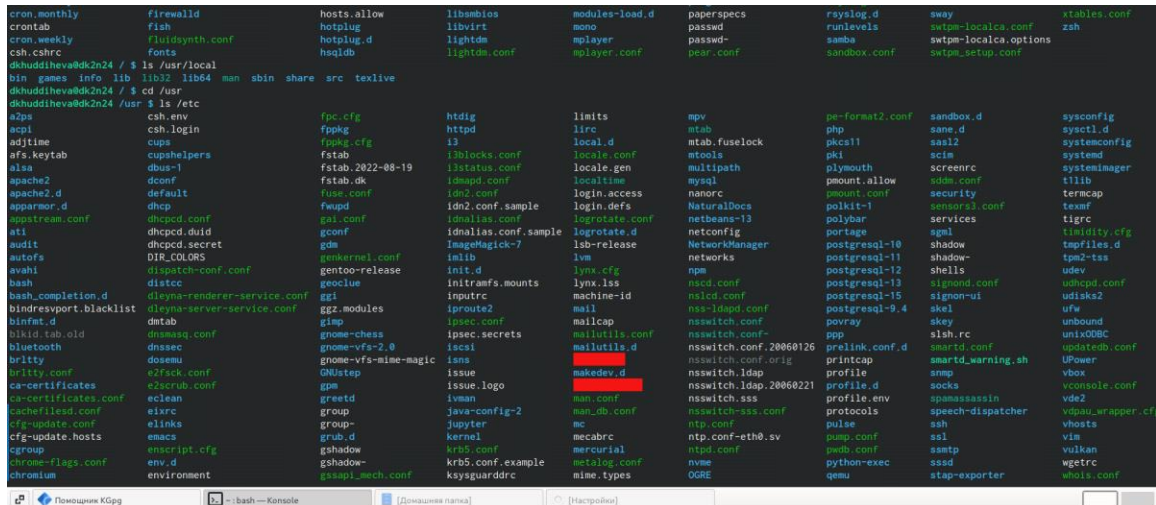 cron.monthly firewalld hosts.allow libsmbios modules-load.d paperspecs rsyslog.d sway xtables.conf
crontab fish hotplug libvirt mono passwd runlevels swtpm-localca.conf zsh
cron.weekly fluidsynth.conf hotplug.d lightdm mplayer passwd- samba swtpm-localca.options
csh.cshrc fonts hsqldb lightdm.conf mplayer.conf pear.conf sandbox.conf swtpm_setup.conf
dkhuddiheva@dk2n24 / $ ls /usr/local
bin games info lib lib32 lib64 man sbin share src texlive
dkhuddiheva@dk2n24 / $ cd /usr
dkhuddiheva@dk2n24 /usr $ ls /etc
a2ps csh.env fpc.cfg htdig limits mpv pe-format2.conf sandbox.d sysconfig
acpi csh.login fppkg httpd lirc mtab php sane.d sysctl.d
adjtime cups fppkg.cfg i3 local.d mtab.fuselock pkcs11 sasl2 systemconfig
afs.keytab cupshelpers fstab i3blocks.conf locale.conf mtools pki scim systemd
alsa dbus-1 fstab.2022-08-19 i3status.conf locale.gen multipath plymouth screenrc systemimager
apache2 dconf fstab.dk idmapd.conf localtime mysql pmount.allow sddm.conf t1lib
apache2.d default fuse.conf idn2.conf login.access nanorc pmount.conf security termcap
apparmor.d dhcp fwupd idn2.conf.sample login.defs NaturalDocs polkit-1 sensors3.conf texmf
appstream.conf dhcpcd.conf gai.conf idnalias.conf logrotate.conf netbeans-13 polybar services tigrc
ati dhcpcd.duid gconf idnalias.conf.sample logrotate.d netconfig portage sgml timidity.cfg
audit dhcpcd.secret gdm ImageMagick-7 lsb-release NetworkManager postgresql-10 shadow tmpfiles.d
autofs DIR_COLORS genkernel.conf imlib lvm networks postgresql-11 shadow- tpm2-tss
avahi dispatch-conf.conf gentoo-release init.d lynx.cfg npm postgresql-12 shells udev
bash distcc geoclue initramfs.mounts lynx.lss nscd.conf postgresql-13 signond.conf udhcpd.conf
bash_completion.d dleyna-renderer-service.conf ggi inputrc machine-id nslcd.conf postgresql-15 signon-ui udisks2
bindresvport.blacklist dleyna-server-service.conf ggz.modules iproute2 mail nss-ldapd.conf postgresql-9.4 skel ufw
binfmt.d dmtab gimp ipsec.conf mailcap nsswitch.conf povray skey unbound
blkid.tab.old dnsmasq.conf gnome-chess ipsec.secrets mailutils.conf nsswitch.conf- ppp slsh.rc unixODBC
bluetooth dnssec gnome-vfs-2.0 iscsi mailutils.d nsswitch.conf.20060126 prelink.conf.d smartd.conf updatedb.conf
brltty dosemu gnome-vfs-mime-magic isns nsswitch.conf.orig printcap smartd_warning.sh UPower
brltty.conf e2fsck.conf GNUstep issue makedev.d nsswitch.ldap profile snmp vbox
ca-certificates e2scrub.conf gpm issue.logo nsswitch.ldap.20060221 profile.d socks vconsole.conf
ca-certificates.conf eclean greetd ivman man.conf nsswitch.sss profile.env spamassassin vde2
cachefilesd.conf eixrc group java-config-2 man_db.conf nsswitch-sss.conf protocols speech-dispatcher vdpau_wrapper.cf
cfg-update.conf elinks group- jupyter mc ntp.conf pulse ssh vhosts
cfg-update.hosts emacs grub.d kernel mecabrc ntp.conf-eth0.sv pump.conf ssl vim
cgroup enscript.cfg gshadow krb5.conf mercurial ntpd.conf pwdb.conf ssmtp vulkan
chrome-flags.conf env.d gshadow- krb5.conf.example metalog.conf nvme python-exec sssd wgetrc
chromium environment gssapi_mech.conf ksysguarddrc mime.types OGRE qemu stap-exporter whois.conf
Помощник KGpg ~ : bash — Konsole [Домашняя папка] [Настройки]